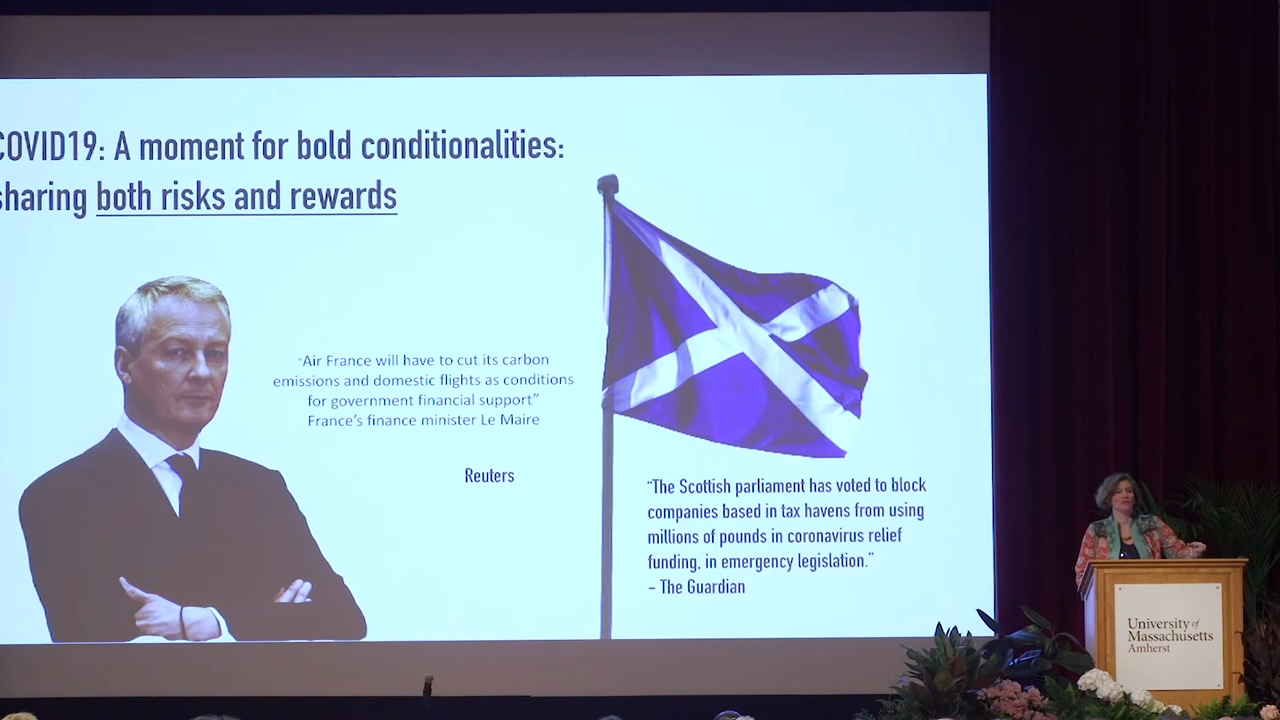 COVID19: A moment for bold conditionalities:
sharing both risks and rewards
“Air France will have to cut its carbon
emissions and domestic flights as conditions
for government financial support”
France’s finance minister Le Maire
Reuters
“The Scottish parliament has voted to block
companies based in tax havens from using
millions of pounds in coronavirus relief
funding, in emergency legislation.”
– The Guardian
University of
Massachusetts
Amherst